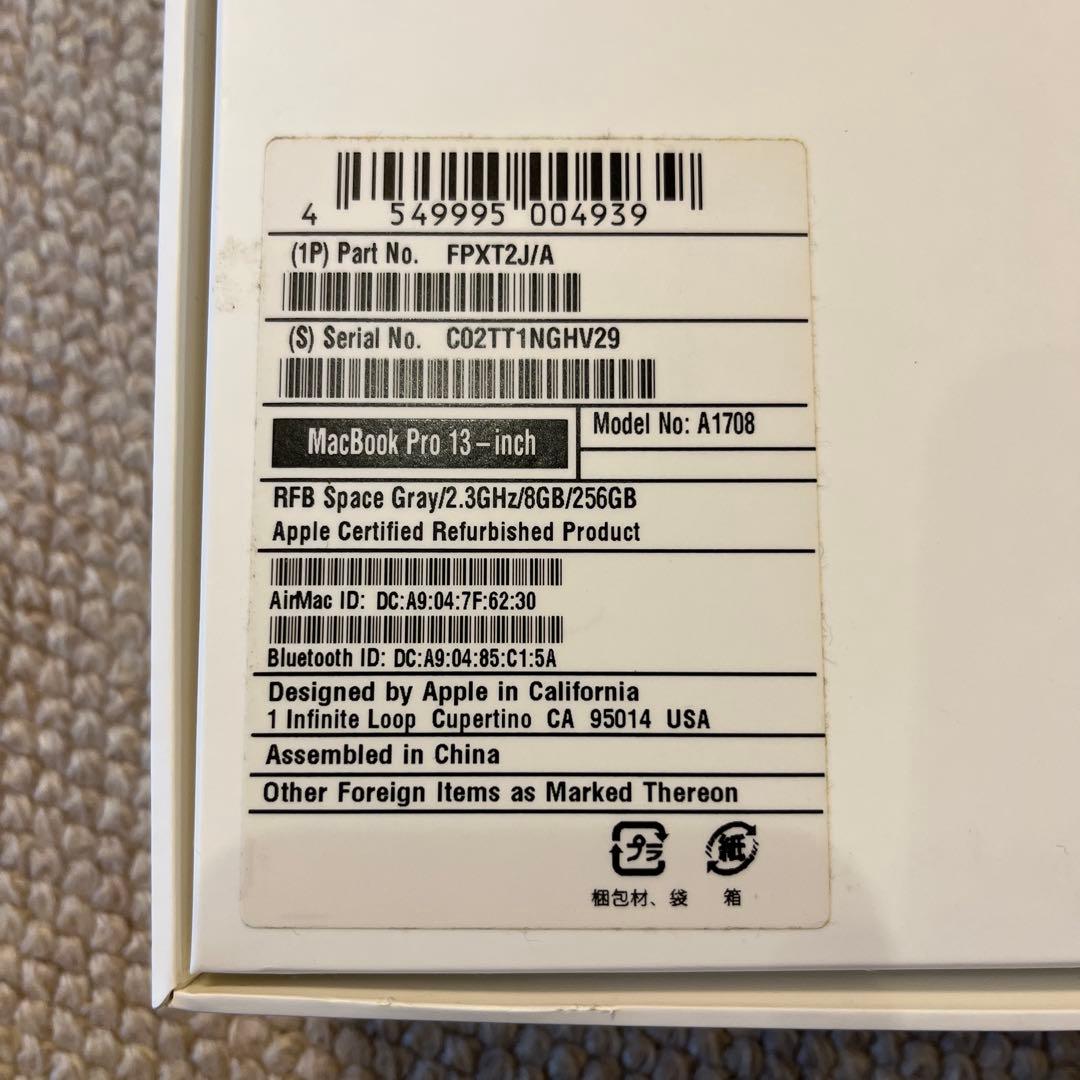 4 549995 004939
(1P) Part No. FPXT2J/A
(S) Serial No. C02TT1NGHV29
MacBook Pro 13-inch
Model No: A1708
RFB Space Gray/2.3GHz/8GB/256GB
Apple Certified Refurbished Product
AirMac ID: DC:A9:04:7F:62:30
Bluetooth ID: DC:A9:04:85:C1:5A
Designed by Apple in California
1 Infinite Loop Cupertino CA 95014 USA
Assembled in China
Other Foreign Items as Marked Thereon
プラ 紙
梱包材、袋 箱